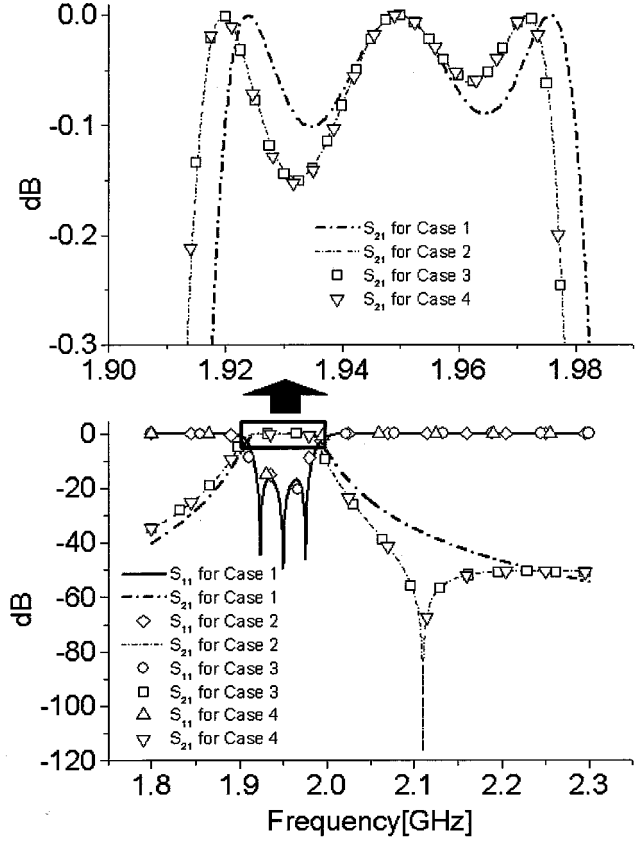 0.0
-0.1
-0.2
-0.3
dB
S21 for Case 1
S21 for Case 2
S21 for Case 3
S21 for Case 4
1.90 1.92 1.94 1.96 1.98
0
-20
-40
-60
-80
-100
-120
dB
S11 for Case 1
S21 for Case 1
S11 for Case 2
S21 for Case 2
S11 for Case 3
S21 for Case 3
S11 for Case 4
S21 for Case 4
1.8 1.9 2.0 2.1 2.2 2.3
Frequency[GHz]